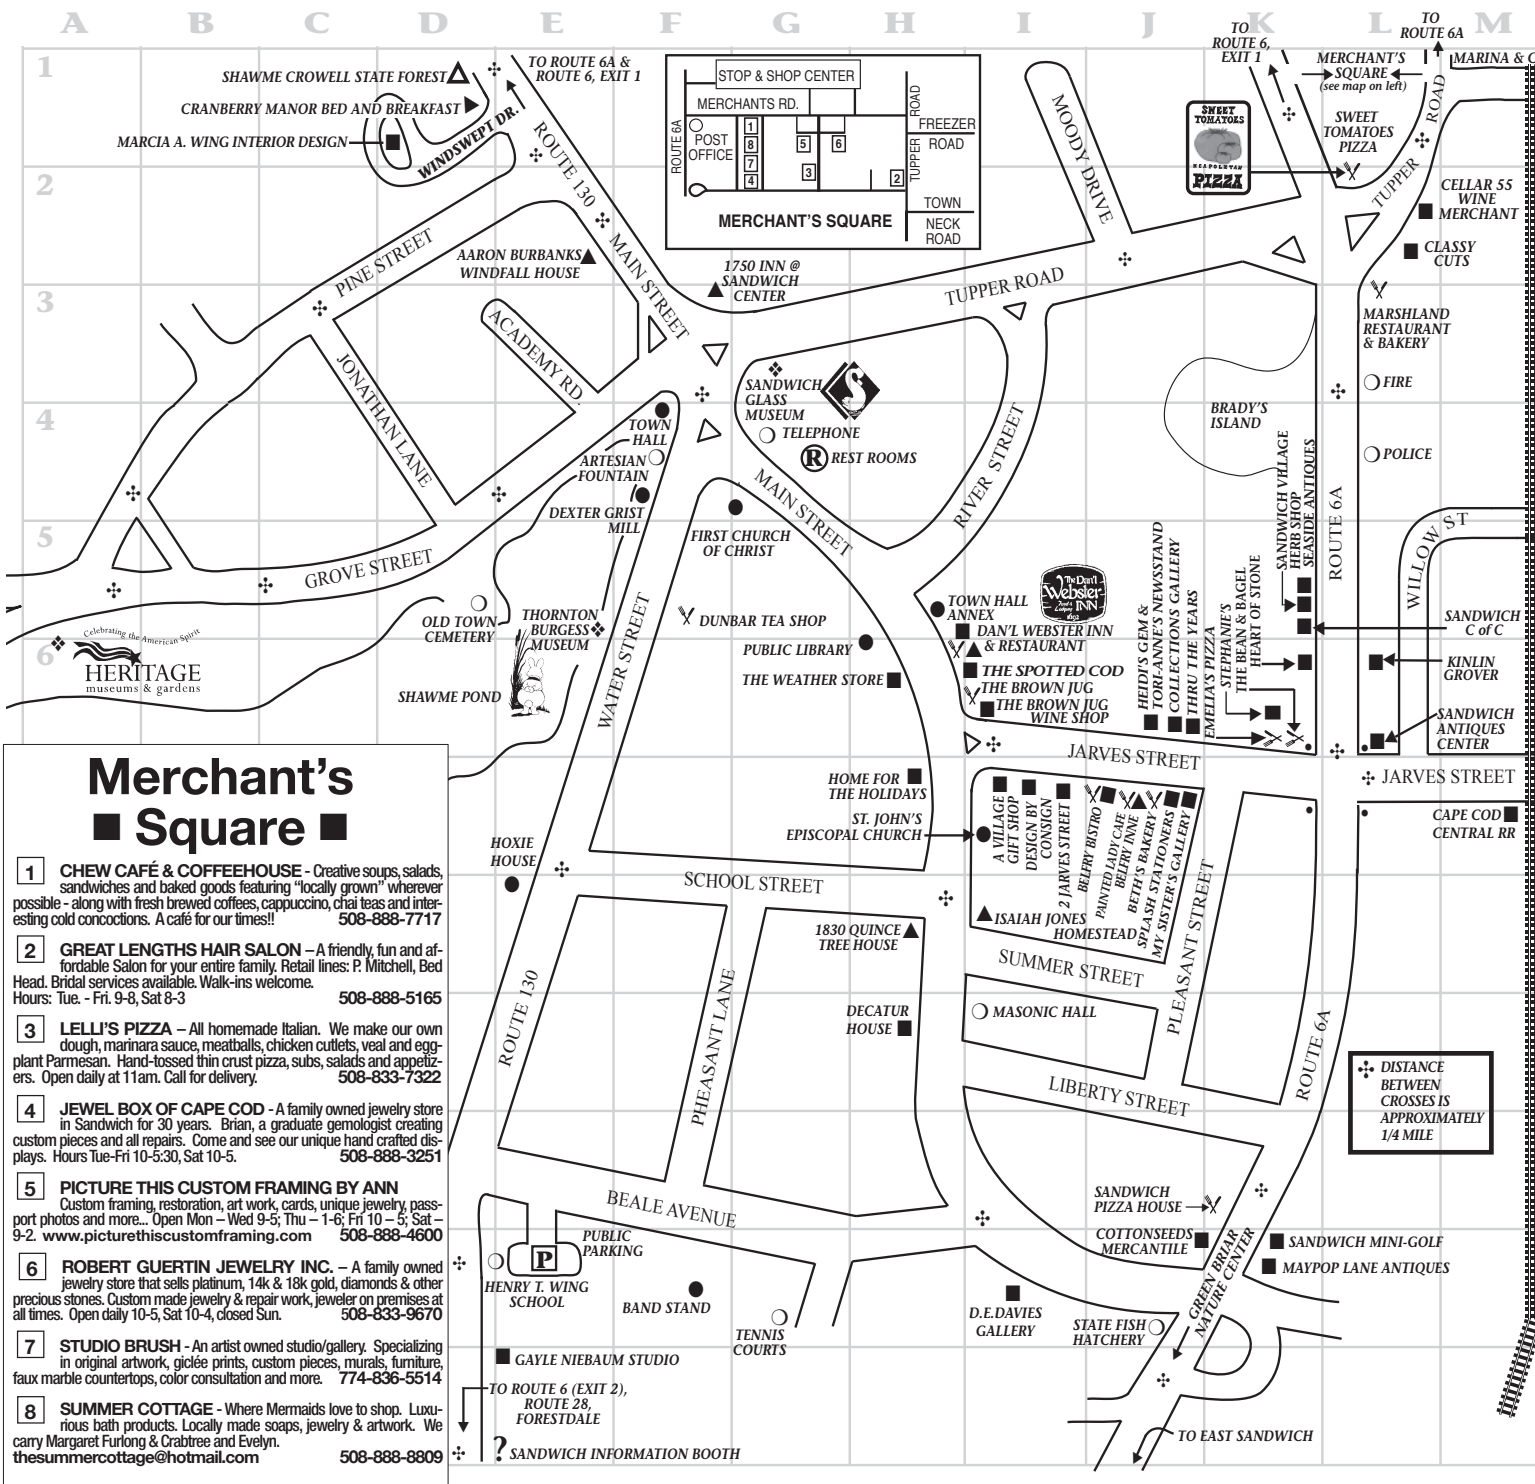 A B C D E F G H I J K L M
1
2
3
4
5
6
SHAWME CROWELL STATE FOREST
CRANBERRY MANOR BED AND BREAKFAST
MARCIA A. WING INTERIOR DESIGN
WINDSWEPT DR.
TO ROUTE 6A &
ROUTE 6, EXIT 1
ROUTE 130
MAIN STREET
PINE STREET
AARON BURBANKS
WINDFALL HOUSE
ACADEMY RD.
JONATHAN LANE
GROVE STREET
STOP & SHOP CENTER
MERCHANTS RD.
ROUTE 6A
POST
OFFICE
1
8
7
4
5
6
3
2
TUPPER ROAD
FREEZER
ROAD
TOWN
NECK
ROAD
MERCHANT'S SQUARE
1750 INN @
SANDWICH
CENTER
TUPPER ROAD
MOODY DRIVE
TO
ROUTE 6,
EXIT 1
MERCHANT'S
SQUARE
(see map on left)
TO
ROUTE 6A
MARINA & C
SWEET
TOMATOES
NEAPOLITAN
PIZZA
SWEET
TOMATOES
PIZZA
TUPPER ROAD
CELLAR 55
WINE
MERCHANT
CLASSY
CUTS
MARSHLAND
RESTAURANT
& BAKERY
FIRE
POLICE
BRADY'S
ISLAND
SANDWICH
GLASS
MUSEUM
S
TELEPHONE
R REST ROOMS
MAIN STREET
RIVER STREET
TOWN
HALL
ARTESIAN
FOUNTAIN
DEXTER GRIST
MILL
FIRST CHURCH
OF CHRIST
OLD TOWN
CEMETERY
THORNTON
BURGESS
MUSEUM
SHAWME POND
WATER STREET
DUNBAR TEA SHOP
PUBLIC LIBRARY
THE WEATHER STORE
Celebrating the American Spirit
HERITAGE
museums & gardens
TOWN HALL
ANNEX
The Dan'l
Webster
INN
DAN'L WEBSTER INN
& RESTAURANT
THE SPOTTED COD
THE BROWN JUG
THE BROWN JUG
WINE SHOP
HEIDI'S GEM &
TORI-ANNE'S NEWSSTAND
COLLECTIONS GALLERY
THRU THE YEARS
EMELIA'S PIZZA
STEPHANIE'S
THE BEAN & BAGEL
HEART OF STONE
SANDWICH VILLAGE
HERB SHOP
SEASIDE ANTIQUES
ROUTE 6A
WILLOW ST
SANDWICH
C of C
KINLIN
GROVER
SANDWICH
ANTIQUES
CENTER
JARVES STREET
JARVES STREET
CAPE COD
CENTRAL RR
HOME FOR
THE HOLIDAYS
ST. JOHN'S
EPISCOPAL CHURCH
A VILLAGE
GIFT SHOP
DESIGN BY
CONSIGN
2 JARVES STREET
BELFRY BISTRO
PAINTED LADY CAFE
BELFRY INNE
BETH'S BAKERY
SPLASH STATIONERS
MY SISTER'S GALLERY
ISAIAH JONES
HOMESTEAD
HOXIE
HOUSE
SCHOOL STREET
1830 QUINCE
TREE HOUSE
SUMMER STREET
PLEASANT STREET
MASONIC HALL
DECATUR
HOUSE
ROUTE 130
PHEASANT LANE
LIBERTY STREET
ROUTE 6A
DISTANCE
BETWEEN
CROSSES IS
APPROXIMATELY
1/4 MILE
BEALE AVENUE
PUBLIC
PARKING
P
HENRY T. WING
SCHOOL
BAND STAND
TENNIS
COURTS
GAYLE NIEBAUM STUDIO
TO ROUTE 6 (EXIT 2),
ROUTE 28,
FORESTDALE
? SANDWICH INFORMATION BOOTH
SANDWICH
PIZZA HOUSE
COTTONSEEDS
MERCANTILE
SANDWICH MINI-GOLF
MAYPOP LANE ANTIQUES
GREEN BRIAR
NATURE CENTER
D.E.DAVIES
GALLERY
STATE FISH
HATCHERY
TO EAST SANDWICH
Merchant's
Square
1 CHEW CAFÉ & COFFEEHOUSE - Creative soups, salads,
sandwiches and baked goods featuring “locally grown” wherever
possible - along with fresh brewed coffees, cappuccino, chai teas and inter-
esting cold concoctions. A café for our times!! 508-888-7717
2 GREAT LENGTHS HAIR SALON – A friendly, fun and af-
fordable Salon for your entire family. Retail lines: P. Mitchell, Bed
Head. Bridal services available. Walk-ins welcome.
Hours: Tue. - Fri. 9-8, Sat 8-3 508-888-5165
3 LELLI'S PIZZA – All homemade Italian. We make our own
dough, marinara sauce, meatballs, chicken cutlets, veal and egg-
plant Parmesan. Hand-tossed thin crust pizza, subs, salads and appetiz-
ers. Open daily at 11am. Call for delivery. 508-833-7322
4 JEWEL BOX OF CAPE COD - A family owned jewelry store
in Sandwich for 30 years. Brian, a graduate gemologist creating
custom pieces and all repairs. Come and see our unique hand crafted dis-
plays. Hours Tue-Fri 10-5:30, Sat 10-5. 508-888-3251
5 PICTURE THIS CUSTOM FRAMING BY ANN
Custom framing, restoration, art work, cards, unique jewelry, pass-
port photos and more... Open Mon – Wed 9-5; Thu – 1-6; Fri 10 – 5; Sat –
9-2. www.picturethiscustomframing.com 508-888-4600
6 ROBERT GUERTIN JEWELRY INC. – A family owned
jewelry store that sells platinum, 14k & 18k gold, diamonds & other
precious stones. Custom made jewelry & repair work, jeweler on premises at
all times. Open daily 10-5, Sat 10-4, closed Sun. 508-833-9670
7 STUDIO BRUSH - An artist owned studio/gallery. Specializing
in original artwork, giclée prints, custom pieces, murals, furniture,
faux marble countertops, color consultation and more. 774-836-5514
8 SUMMER COTTAGE - Where Mermaids love to shop. Luxu-
rious bath products. Locally made soaps, jewelry & artwork. We
carry Margaret Furlong & Crabtree and Evelyn.
thesummercottage@hotmail.com 508-888-8809